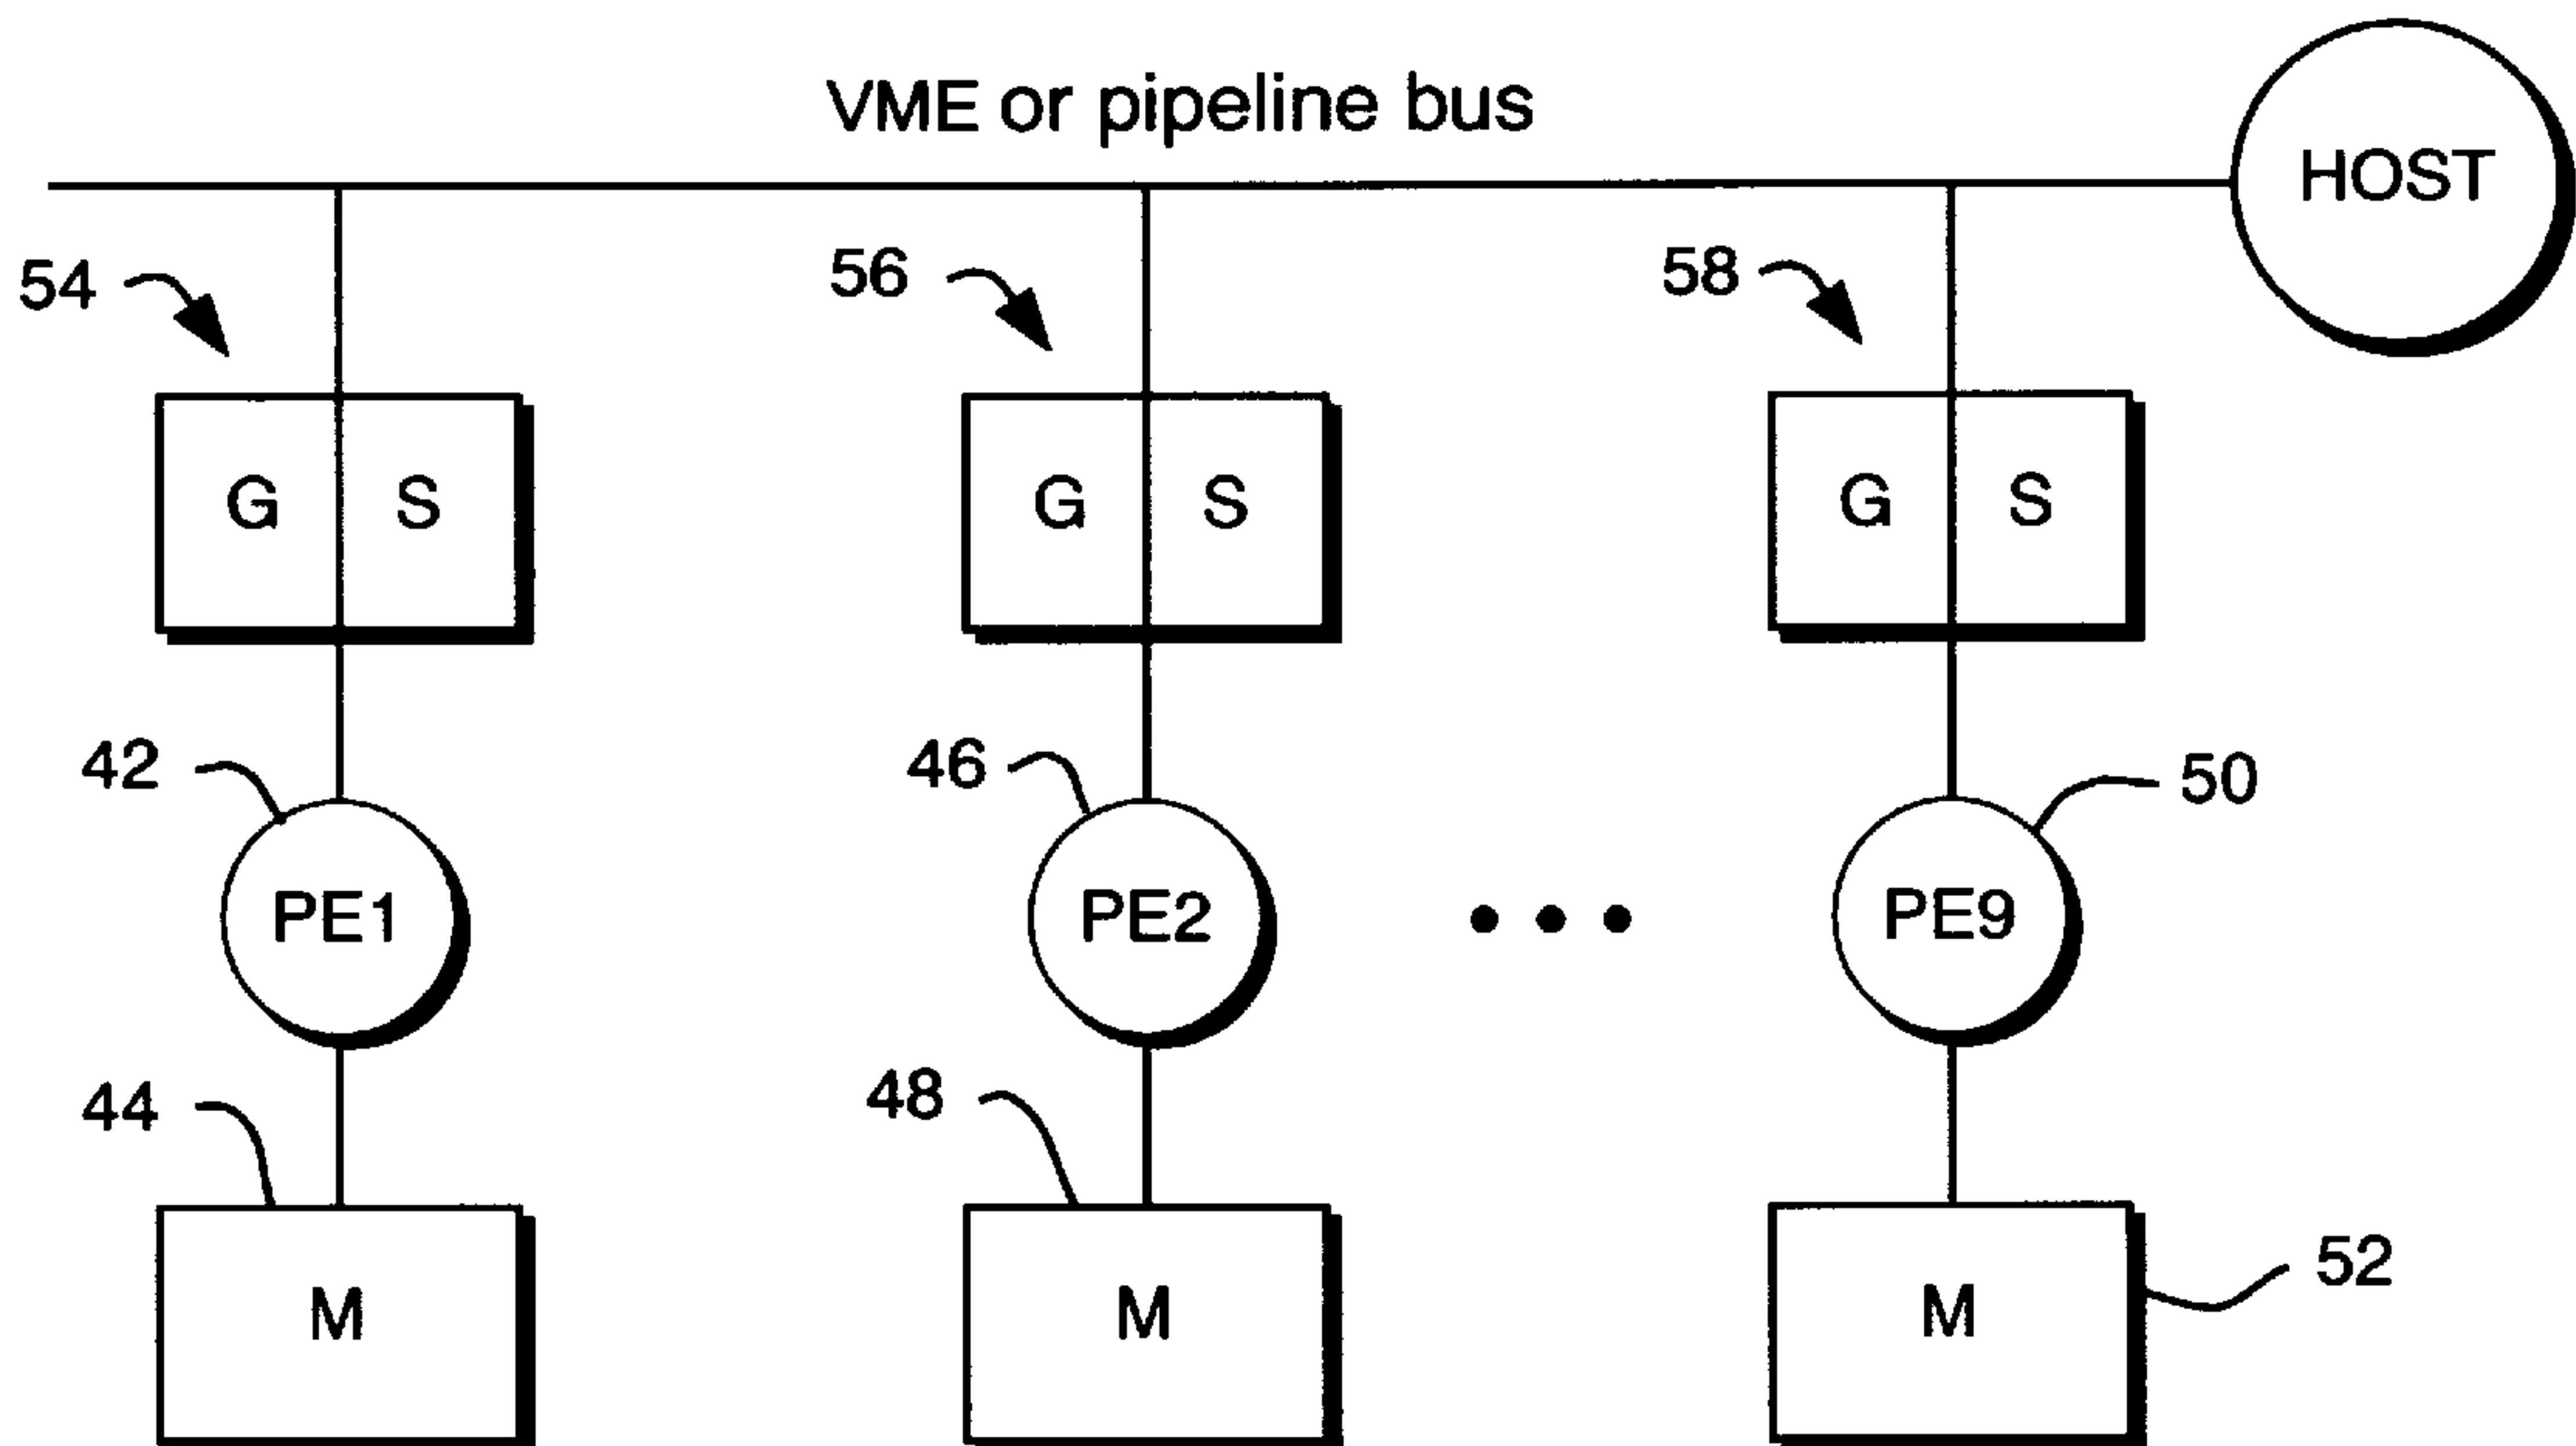 VME or pipeline bus
HOST
54
56
58
G S
G S
G S
42
46
50
PE1
PE2
• • •
PE9
44
48
52
M
M
M